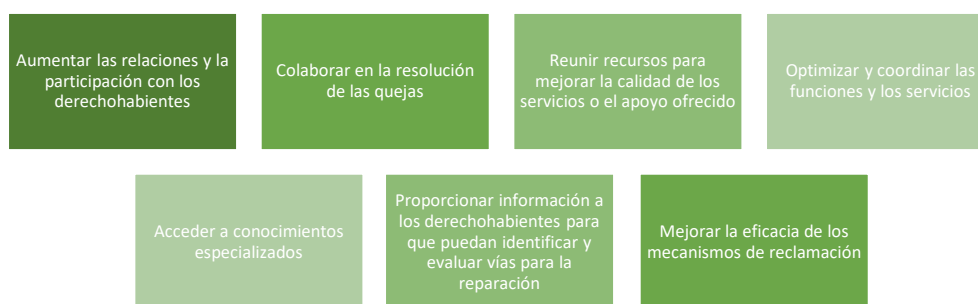 Aumentar las relaciones y la
participación con los
derechohabientes
Colaborar en la resolución
de las quejas
Reunir recursos para
mejorar la calidad de los
servicios o el apoyo ofrecido
Optimizar y coordinar las
funciones y los servicios
Acceder a conocimientos
especializados
Proporcionar información a
los derechohabientes para
que puedan identificar y
evaluar vías para la
reparación
Mejorar la eficacia de los
mecanismos de reclamación